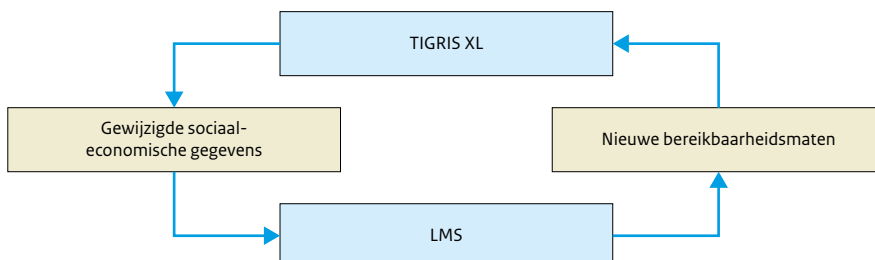 TIGRIS XL
Gewijzigde sociaal-
economische gegevens
Nieuwe bereikbaarheidsmaten
LMS